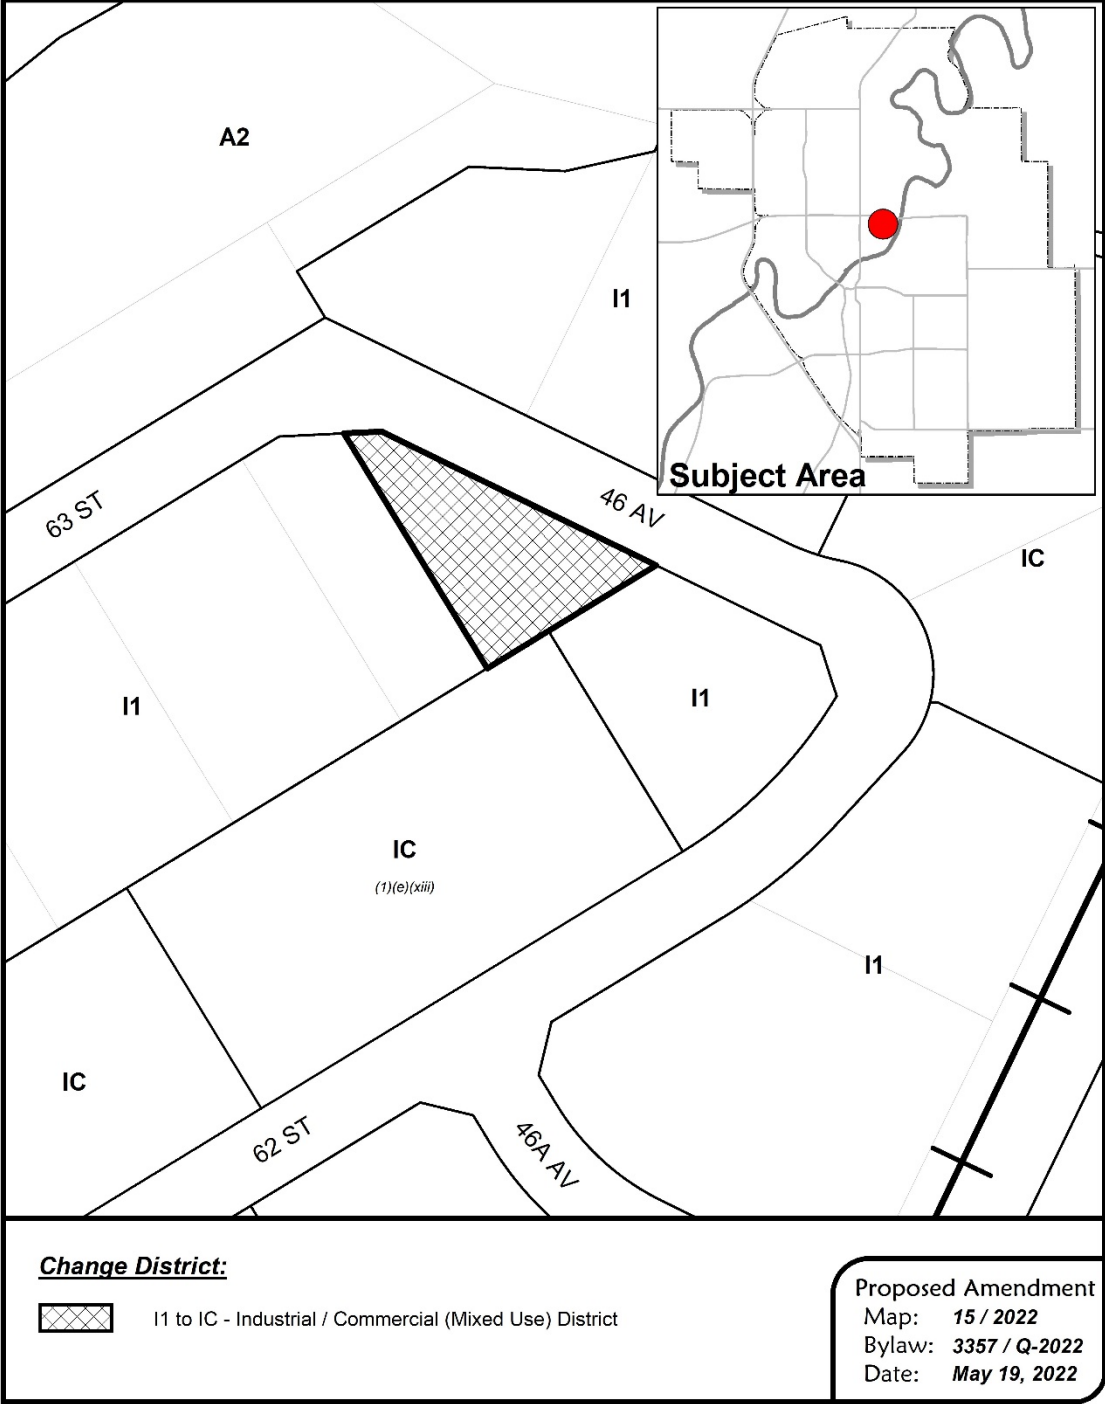 A2
I1
Subject Area
63 ST
46 AV
IC
I1
I1
IC
(1)(e)(xiii)
I1
IC
62 ST
46A AV
Change District:
I1 to IC - Industrial / Commercial (Mixed Use) District
Proposed Amendment
Map: 15 / 2022
Bylaw: 3357 / Q-2022
Date: May 19, 2022